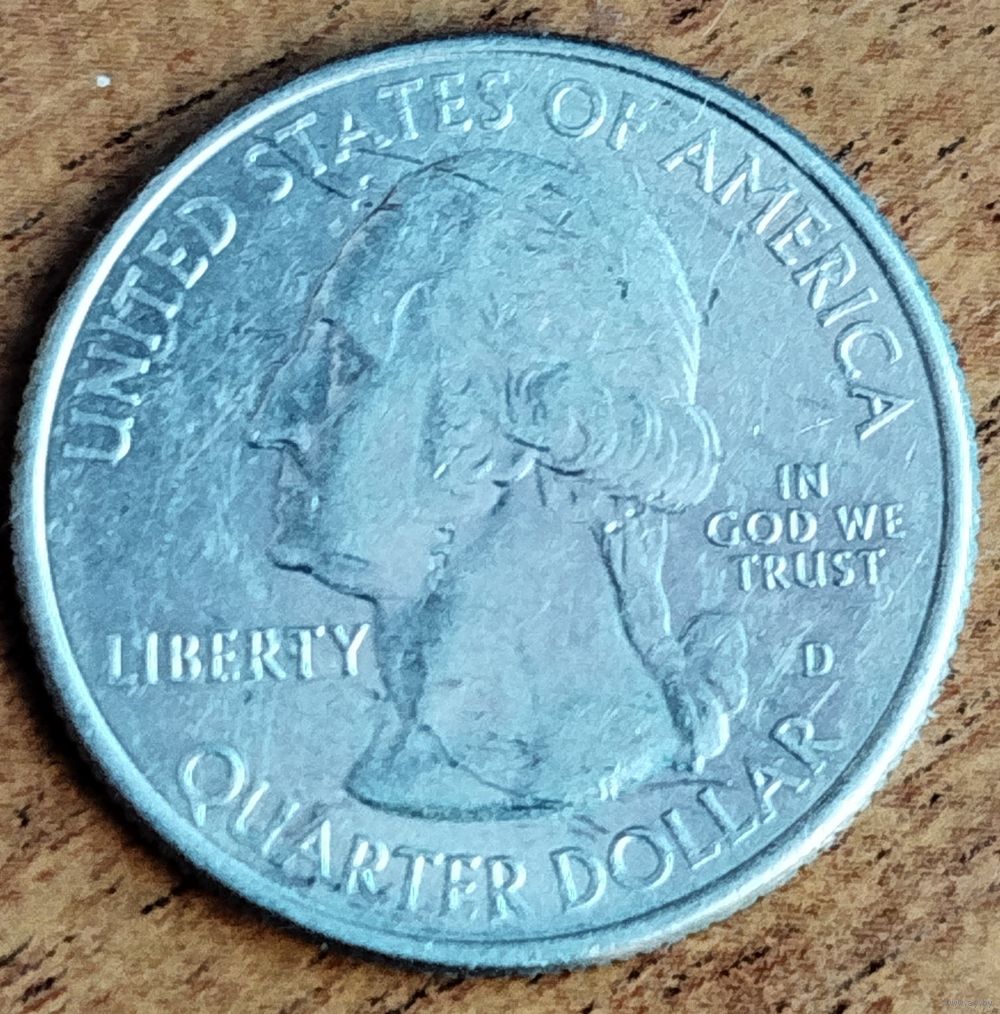 UNITED STATES OF AMERICA
IN
GOD WE
TRUST
LIBERTY
D
QUARTER DOLLAR